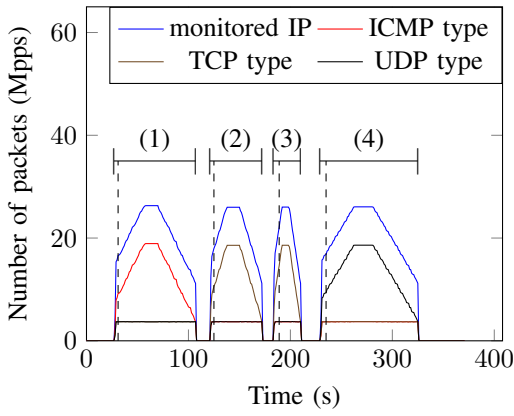 monitored IP ICMP type
TCP type UDP type
60
40
20
0
(1) (2) (3) (4)
0 100 200 300 400
Number of packets (Mpps)
Time (s)